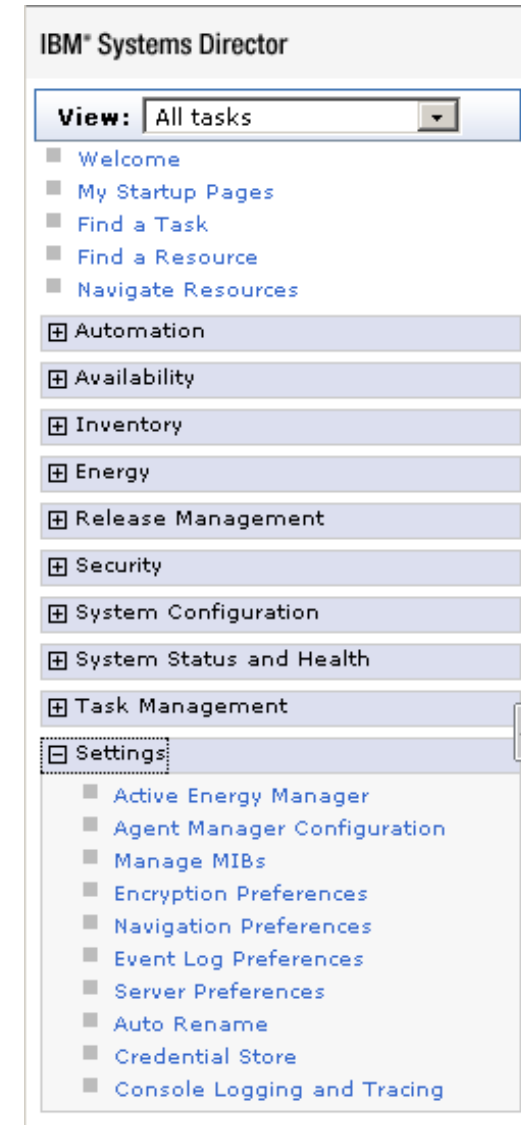 IBM® Systems Director
View: All tasks
Welcome
My Startup Pages
Find a Task
Find a Resource
Navigate Resources
Automation
Availability
Inventory
Energy
Release Management
Security
System Configuration
System Status and Health
Task Management
Settings
Active Energy Manager
Agent Manager Configuration
Manage MIBs
Encryption Preferences
Navigation Preferences
Event Log Preferences
Server Preferences
Auto Rename
Credential Store
Console Logging and Tracing